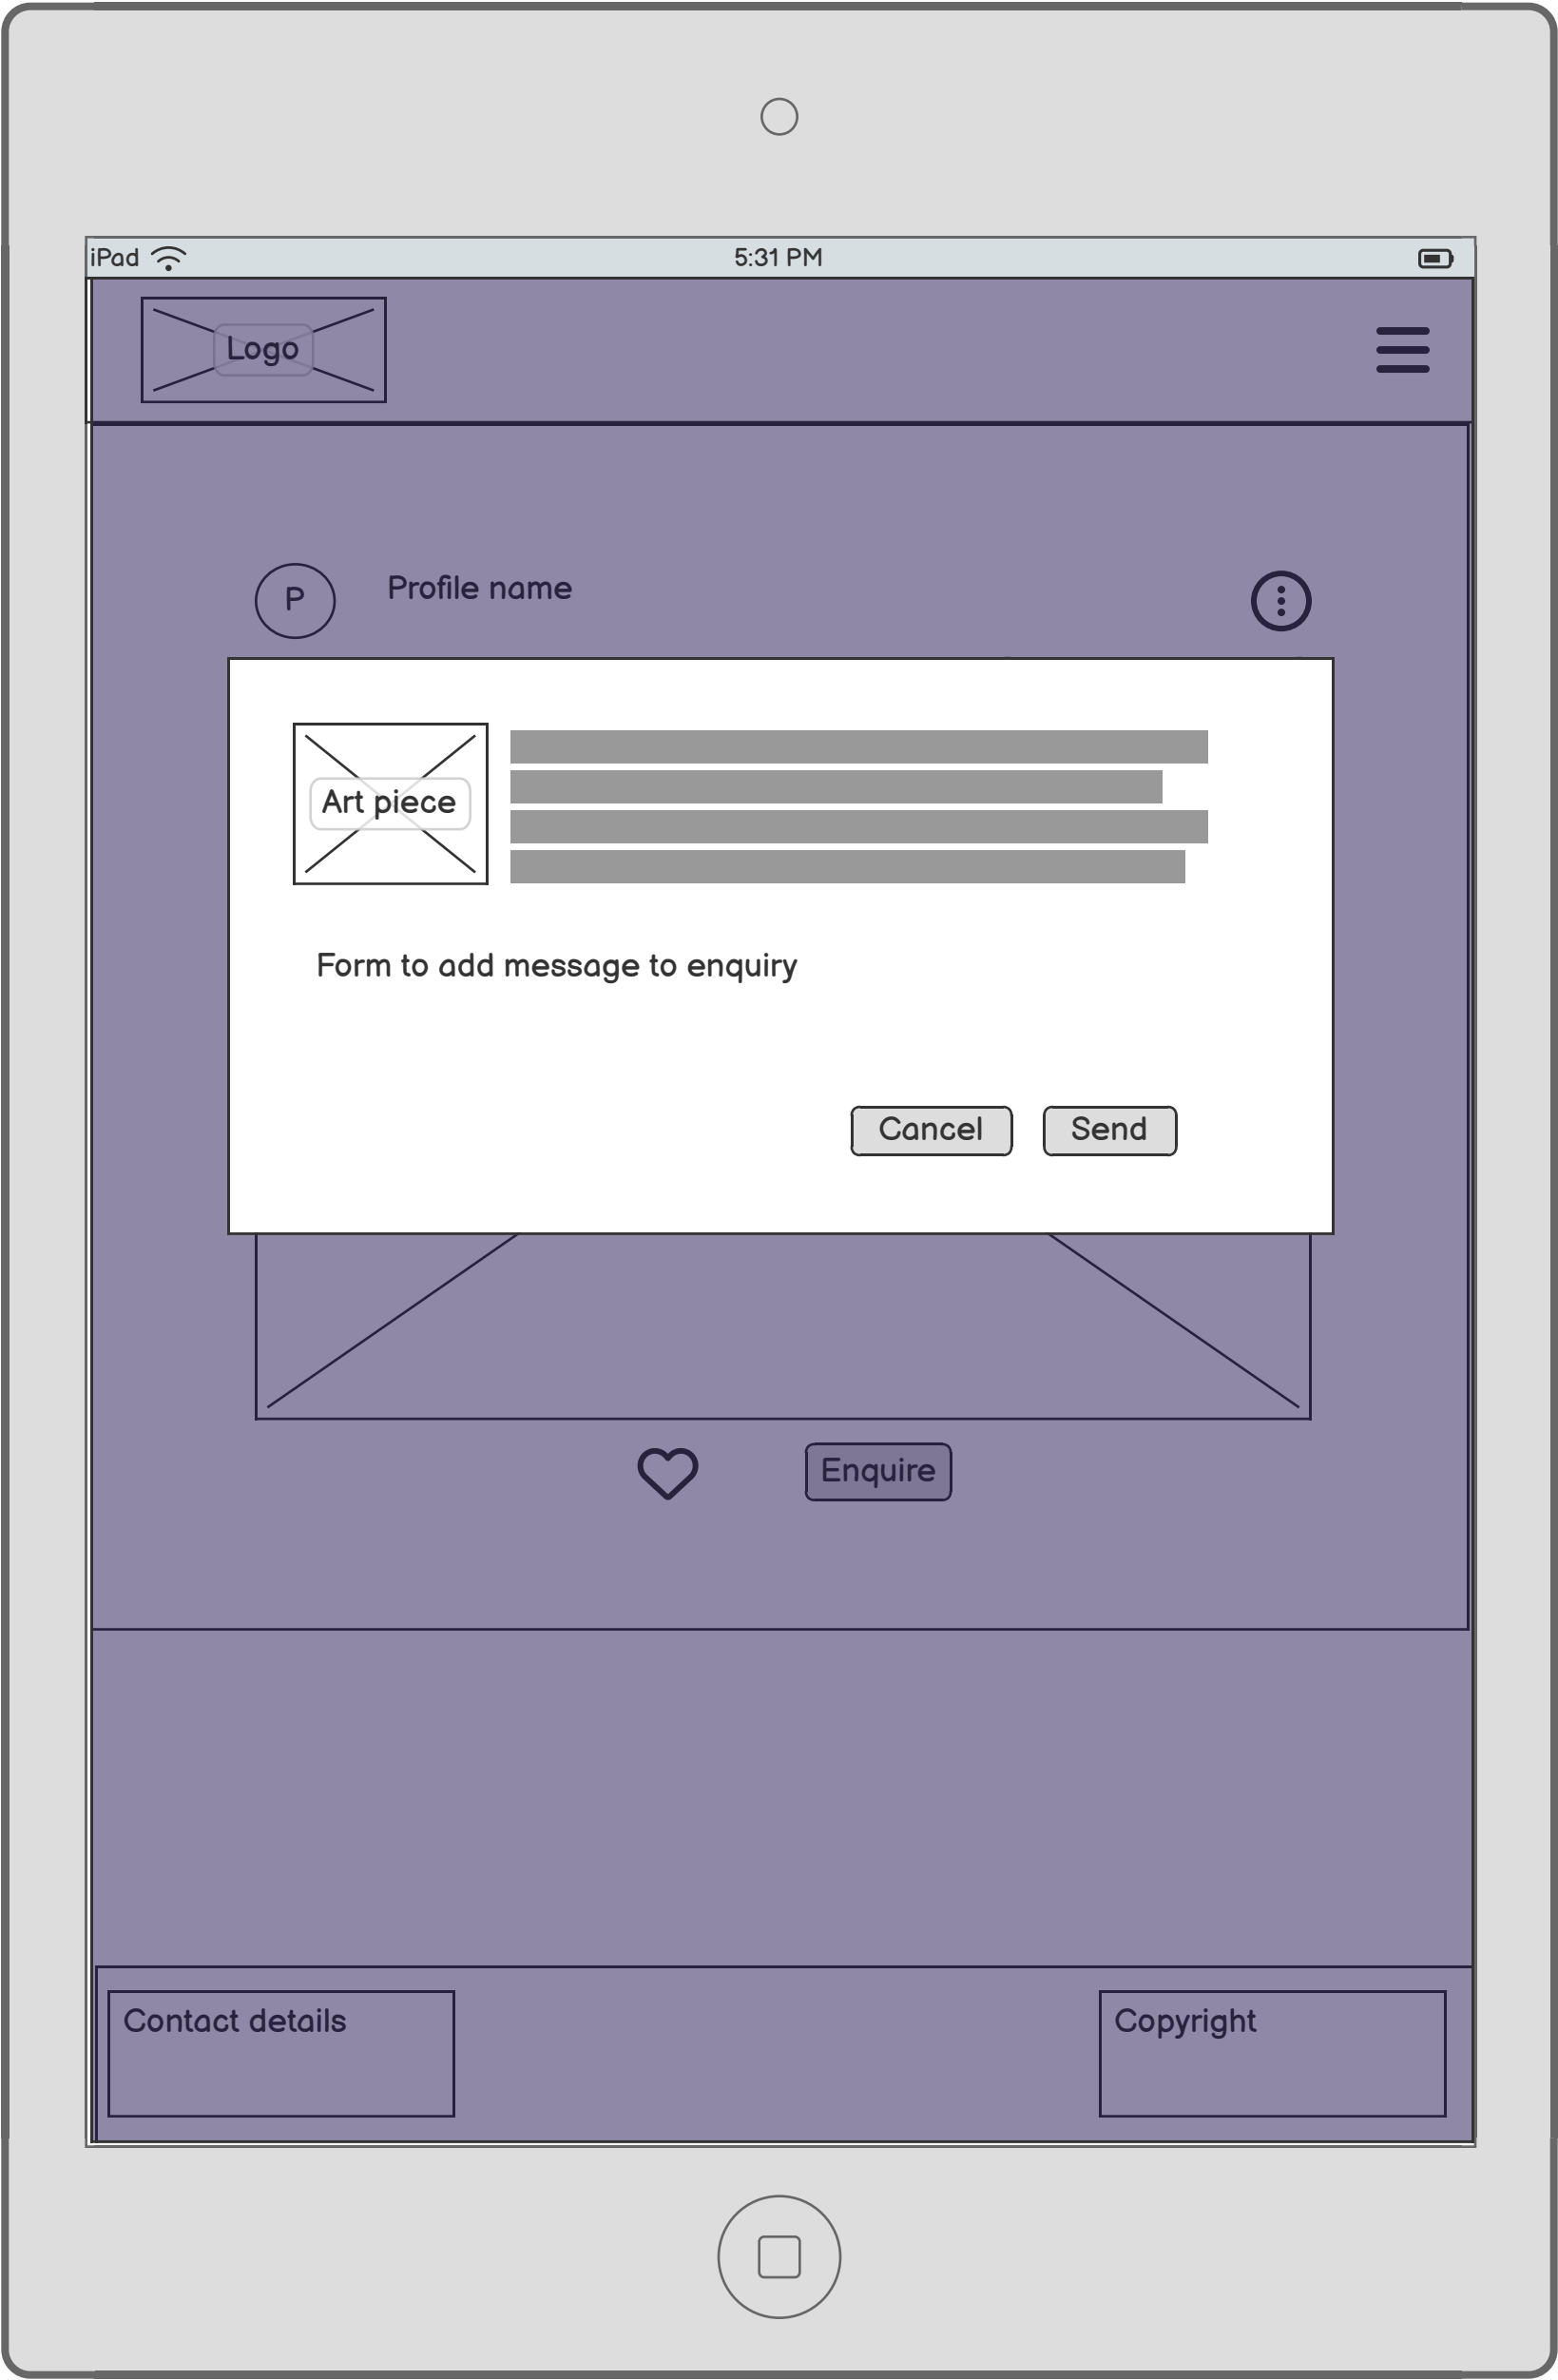 iPad
5:31 PM
Logo
P
Profile name
Art piece
Form to add message to enquiry
Cancel
Send
Enquire
Contact details
Copyright